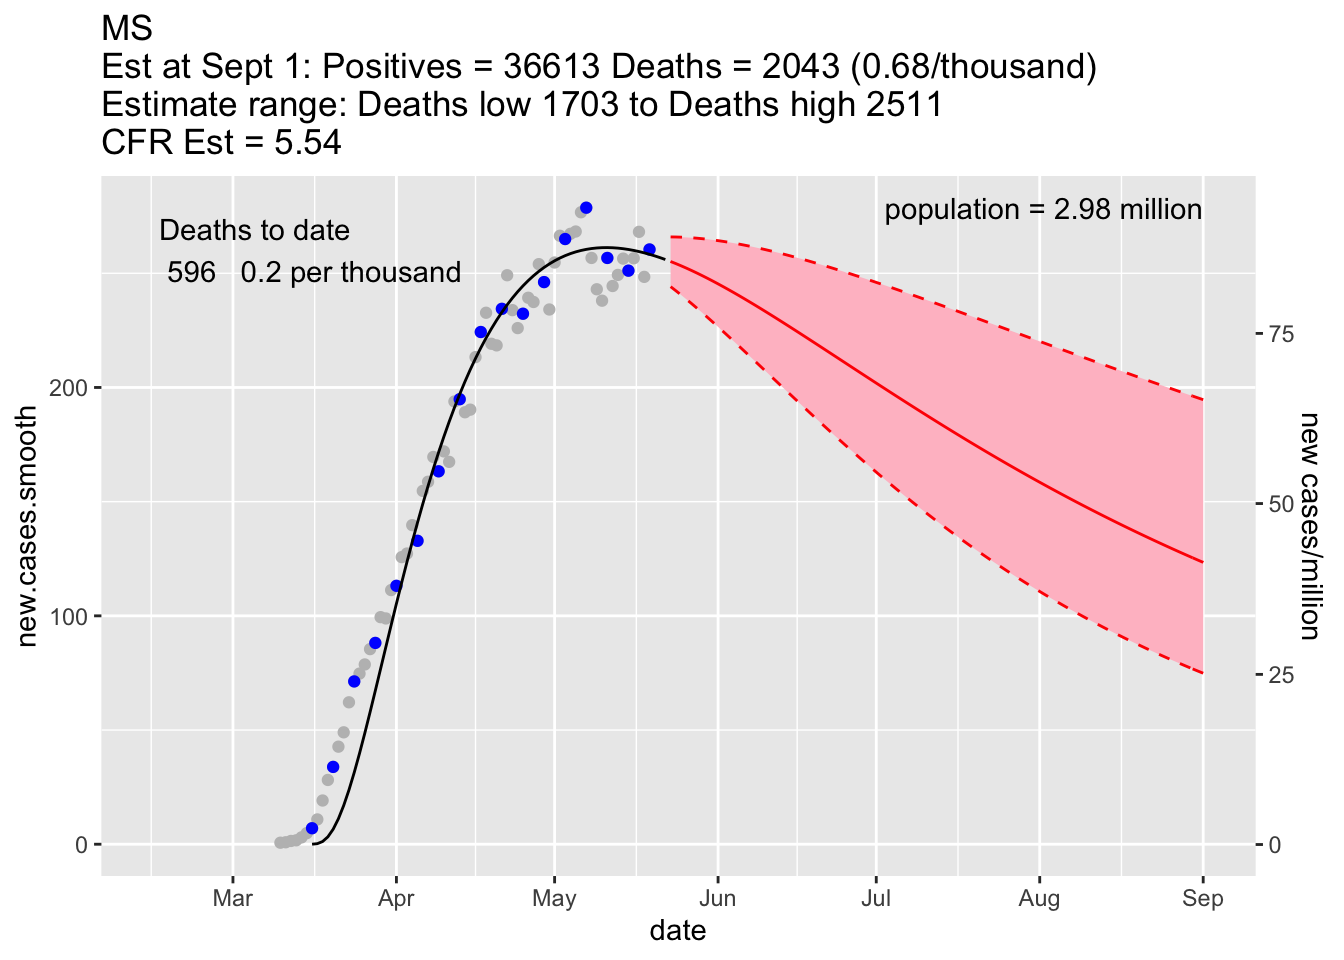 MS
Est at Sept 1: Positives = 36613 Deaths = 2043 (0.68/thousand)
Estimate range: Deaths low 1703 to Deaths high 2511
CFR Est = 5.54
Deaths to date
596 0.2 per thousand
population = 2.98 million
new.cases.smooth
200
100
0
75
50
25
0
new cases/million
Mar Apr May Jun Jul Aug Sep
date